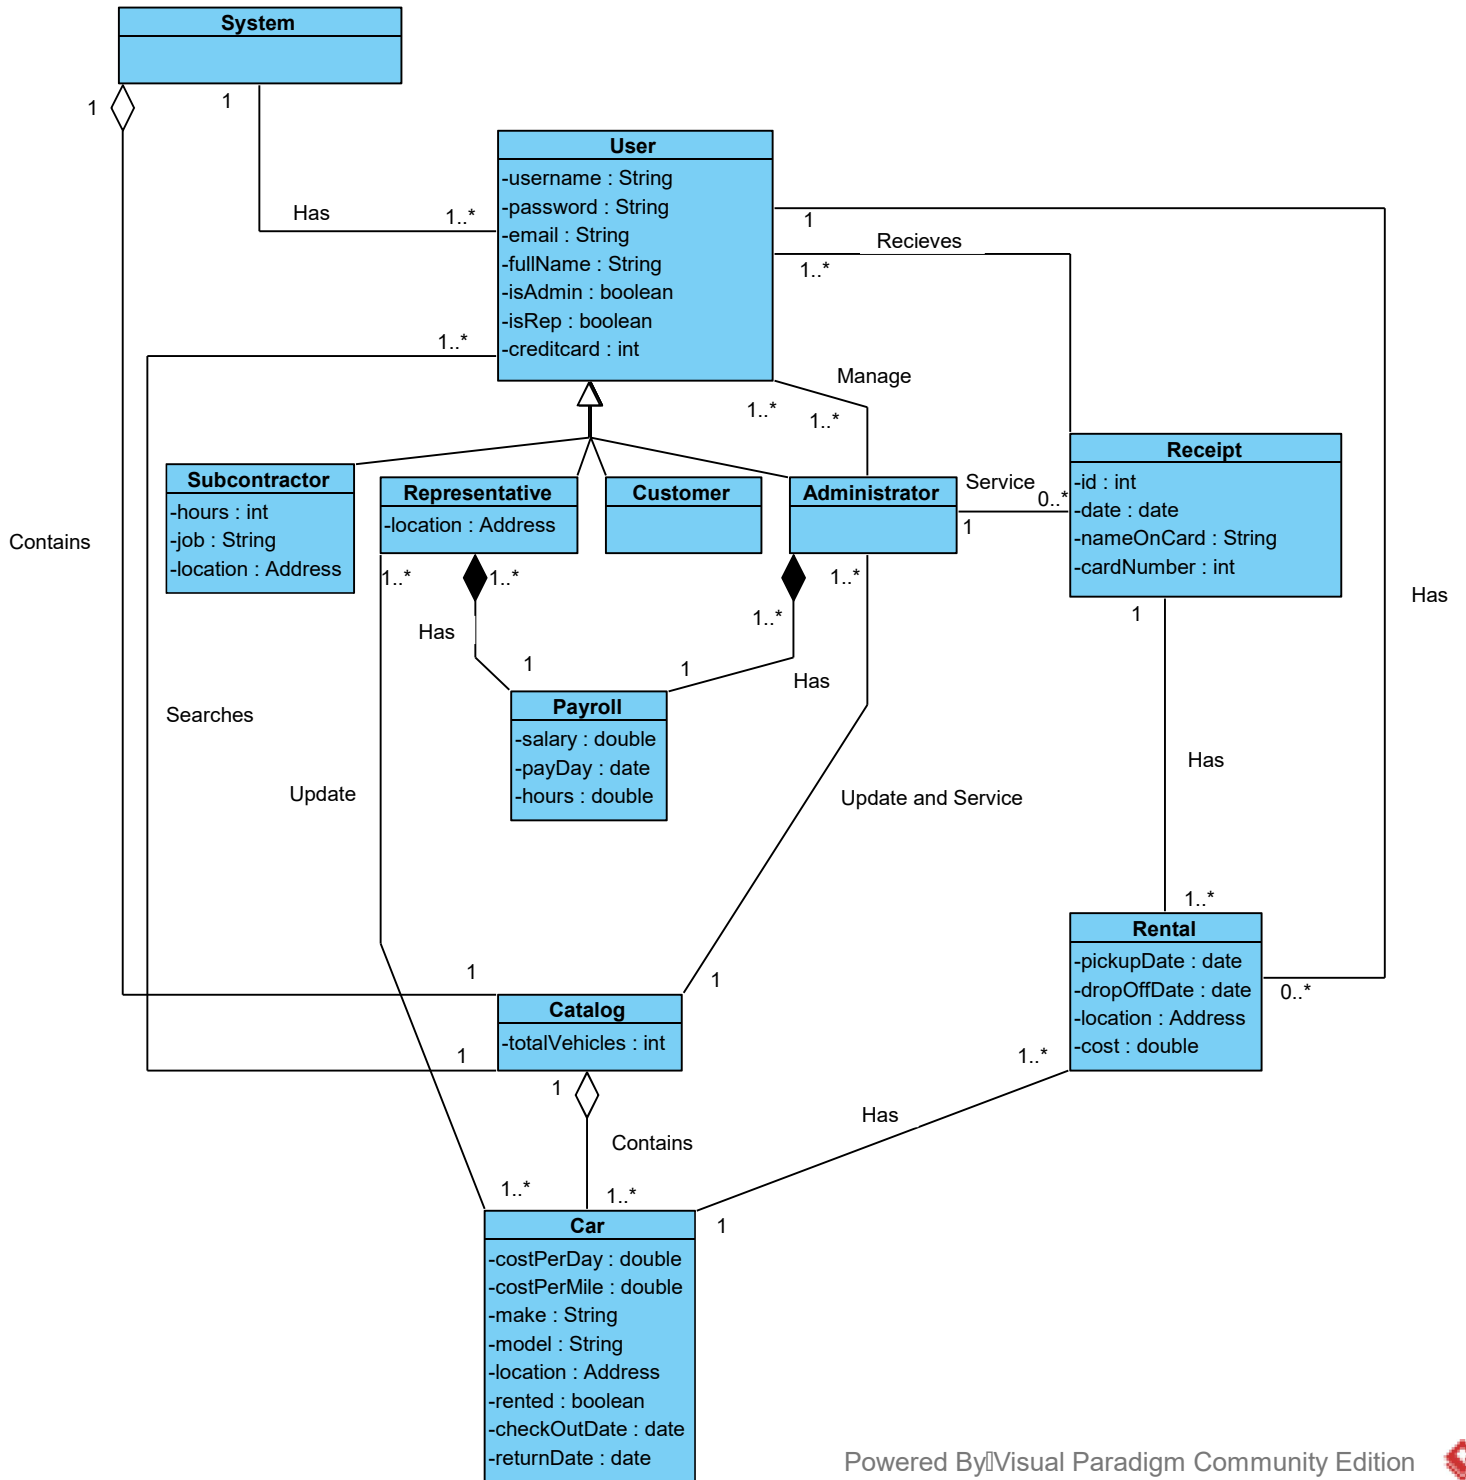 System
1
1
Has
1..*
User
-username : String
-password : String
-email : String
-fullName : String
-isAdmin : boolean
-isRep : boolean
-creditcard : int
1
Recieves
1..*
1..*
Manage
1..*
1..*
Subcontractor
-hours : int
-job : String
-location : Address
Representative
-location : Address
Customer
Administrator
Service
0..*
1
Receipt
-id : int
-date : date
-nameOnCard : String
-cardNumber : int
Contains
1..*
1..*
1..*
1..*
Has
Has
1
1
Has
1
Payroll
-salary : double
-payDay : date
-hours : double
Searches
Update
Update and Service
Has
1..*
Rental
-pickupDate : date
-dropOffDate : date
-location : Address
-cost : double
0..*
1
1
Catalog
-totalVehicles : int
1
1..*
1
Contains
Has
1..*
1..*
1
Car
-costPerDay : double
-costPerMile : double
-make : String
-model : String
-location : Address
-rented : boolean
-checkOutDate : date
-returnDate : date
Powered By Visual Paradigm Community Edition